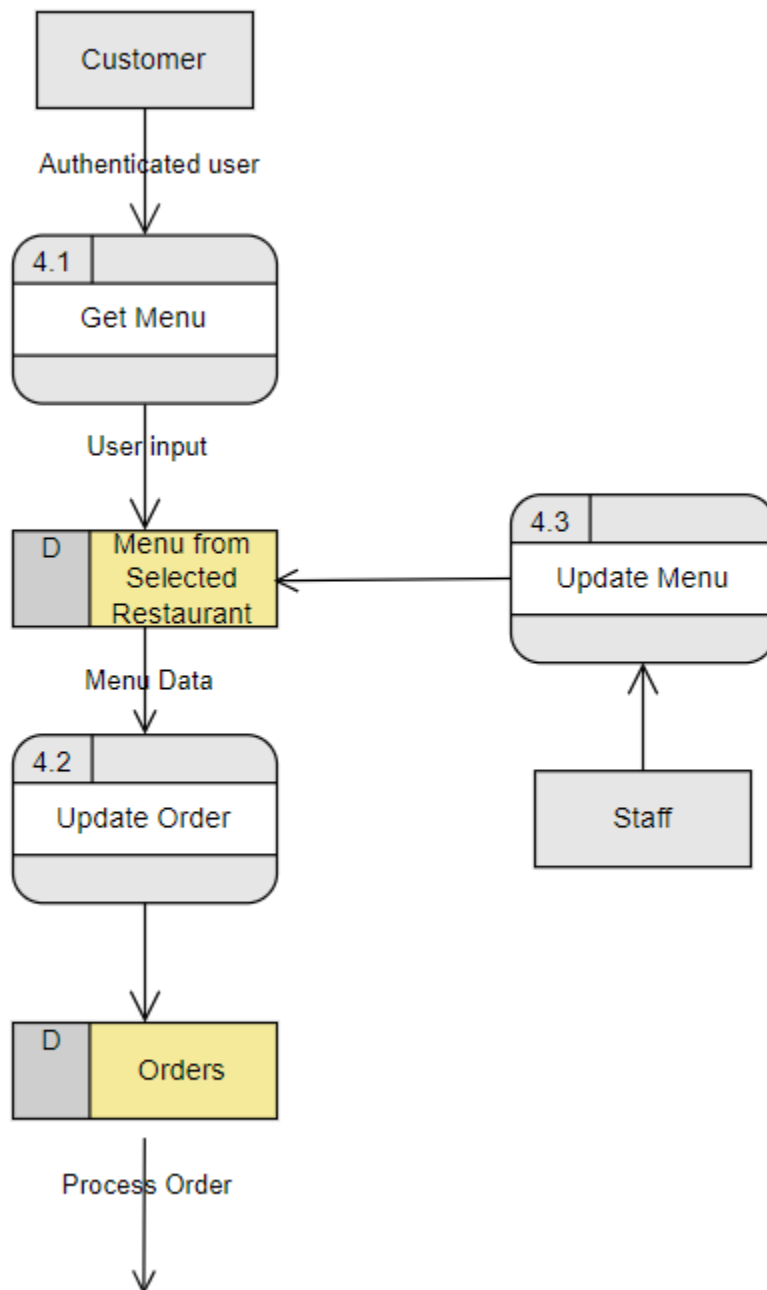 Customer
Authenticated user
4.1
Get Menu
User input
D
Menu from
Selected
Restaurant
4.3
Update Menu
Menu Data
4.2
Update Order
Staff
D
Orders
Process Order